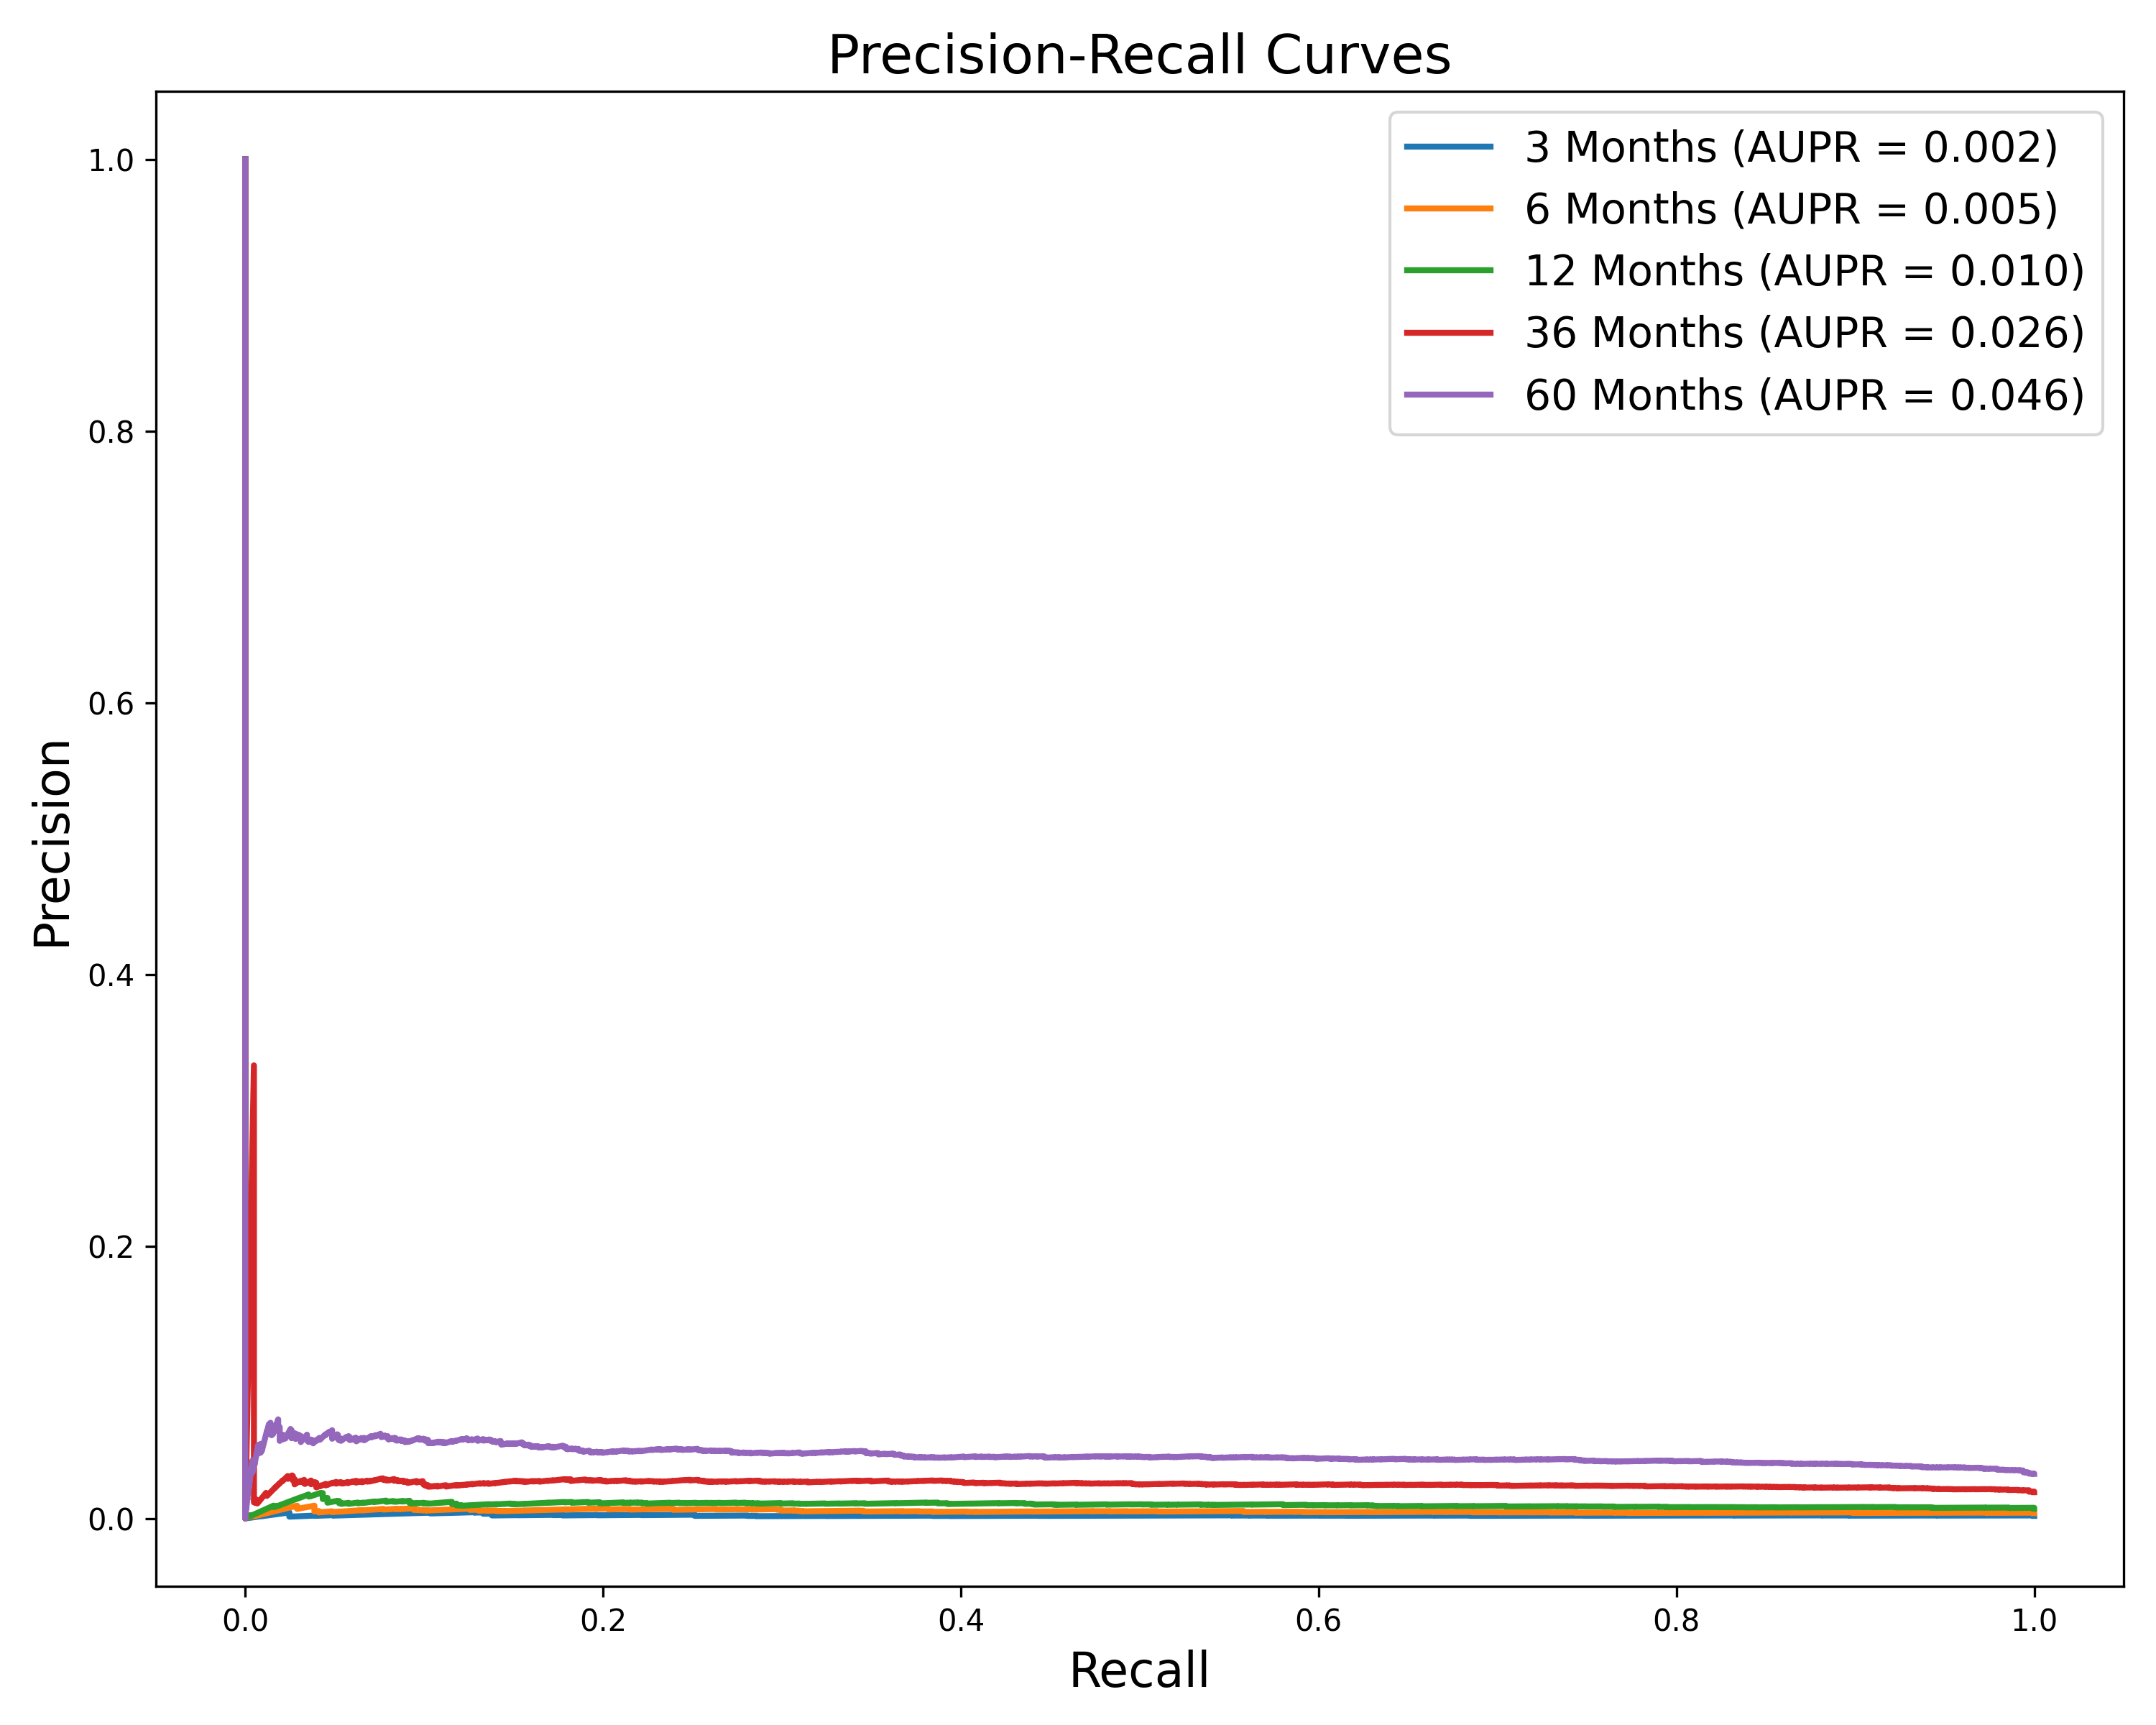 Precision-Recall Curves
3 Months (AUPR = 0.002)
6 Months (AUPR = 0.005)
12 Months (AUPR = 0.010)
36 Months (AUPR = 0.026)
60 Months (AUPR = 0.046)
Precision
1.0
0.8
0.6
0.4
0.2
0.0
0.0 0.2 0.4 0.6 0.8 1.0
Recall